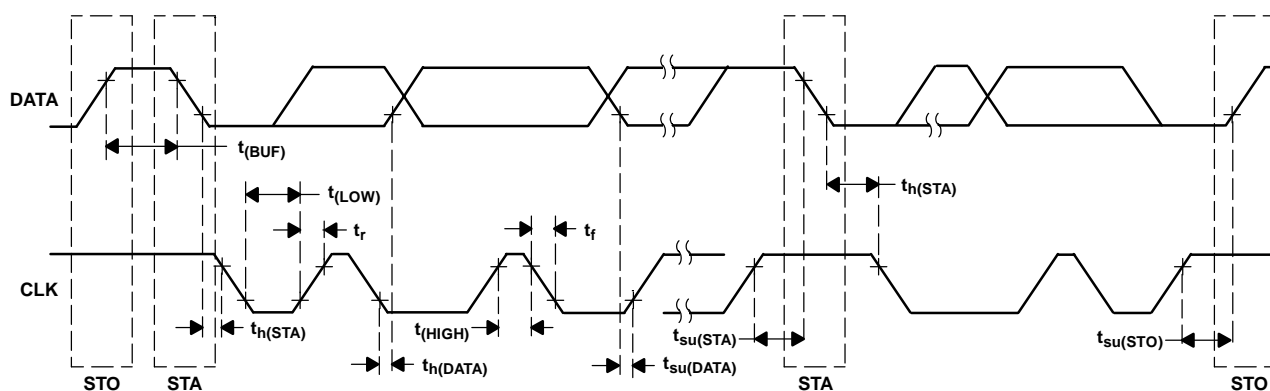 DATA
t(BUF)
t(LOW)
th(STA)
tr
tf
CLK
th(STA)
t(HIGH)
tsu(STA)
tsu(STO)
th(DATA)
tsu(DATA)
STO
STA
STA
STO